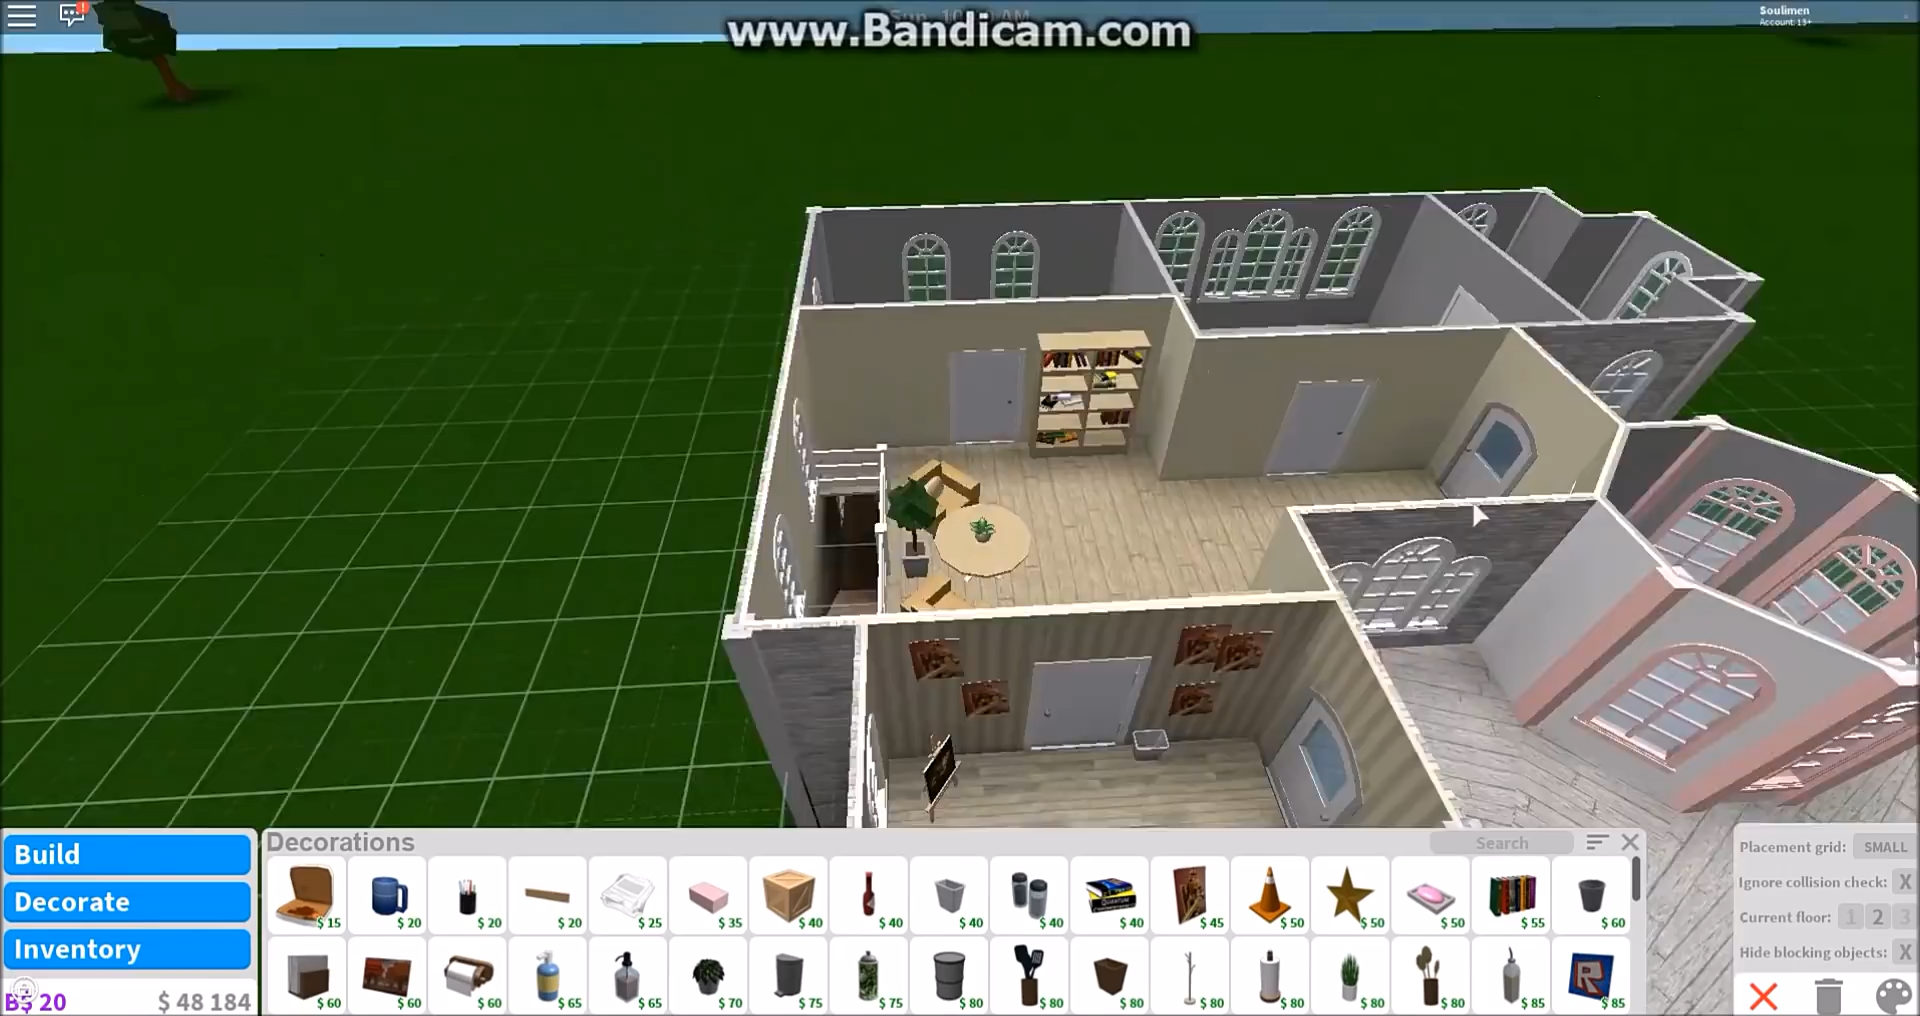 www.Bandicam.com
Soulimen
Account: 13+
Build
Decorate
Inventory
B$ 20
$ 48 184
Decorations
Search
$ 15
$ 20
$ 20
$ 20
$ 25
$ 35
$ 40
$ 40
$ 40
$ 40
$ 40
$ 45
$ 50
$ 50
$ 50
$ 55
$ 60
$ 60
$ 60
$ 60
$ 65
$ 65
$ 70
$ 75
$ 75
$ 80
$ 80
$ 80
$ 80
$ 80
$ 80
$ 80
$ 85
$ 85
Placement grid: SMALL
Ignore collision check: X
Current floor: 1 2 3
Hide blocking objects: X